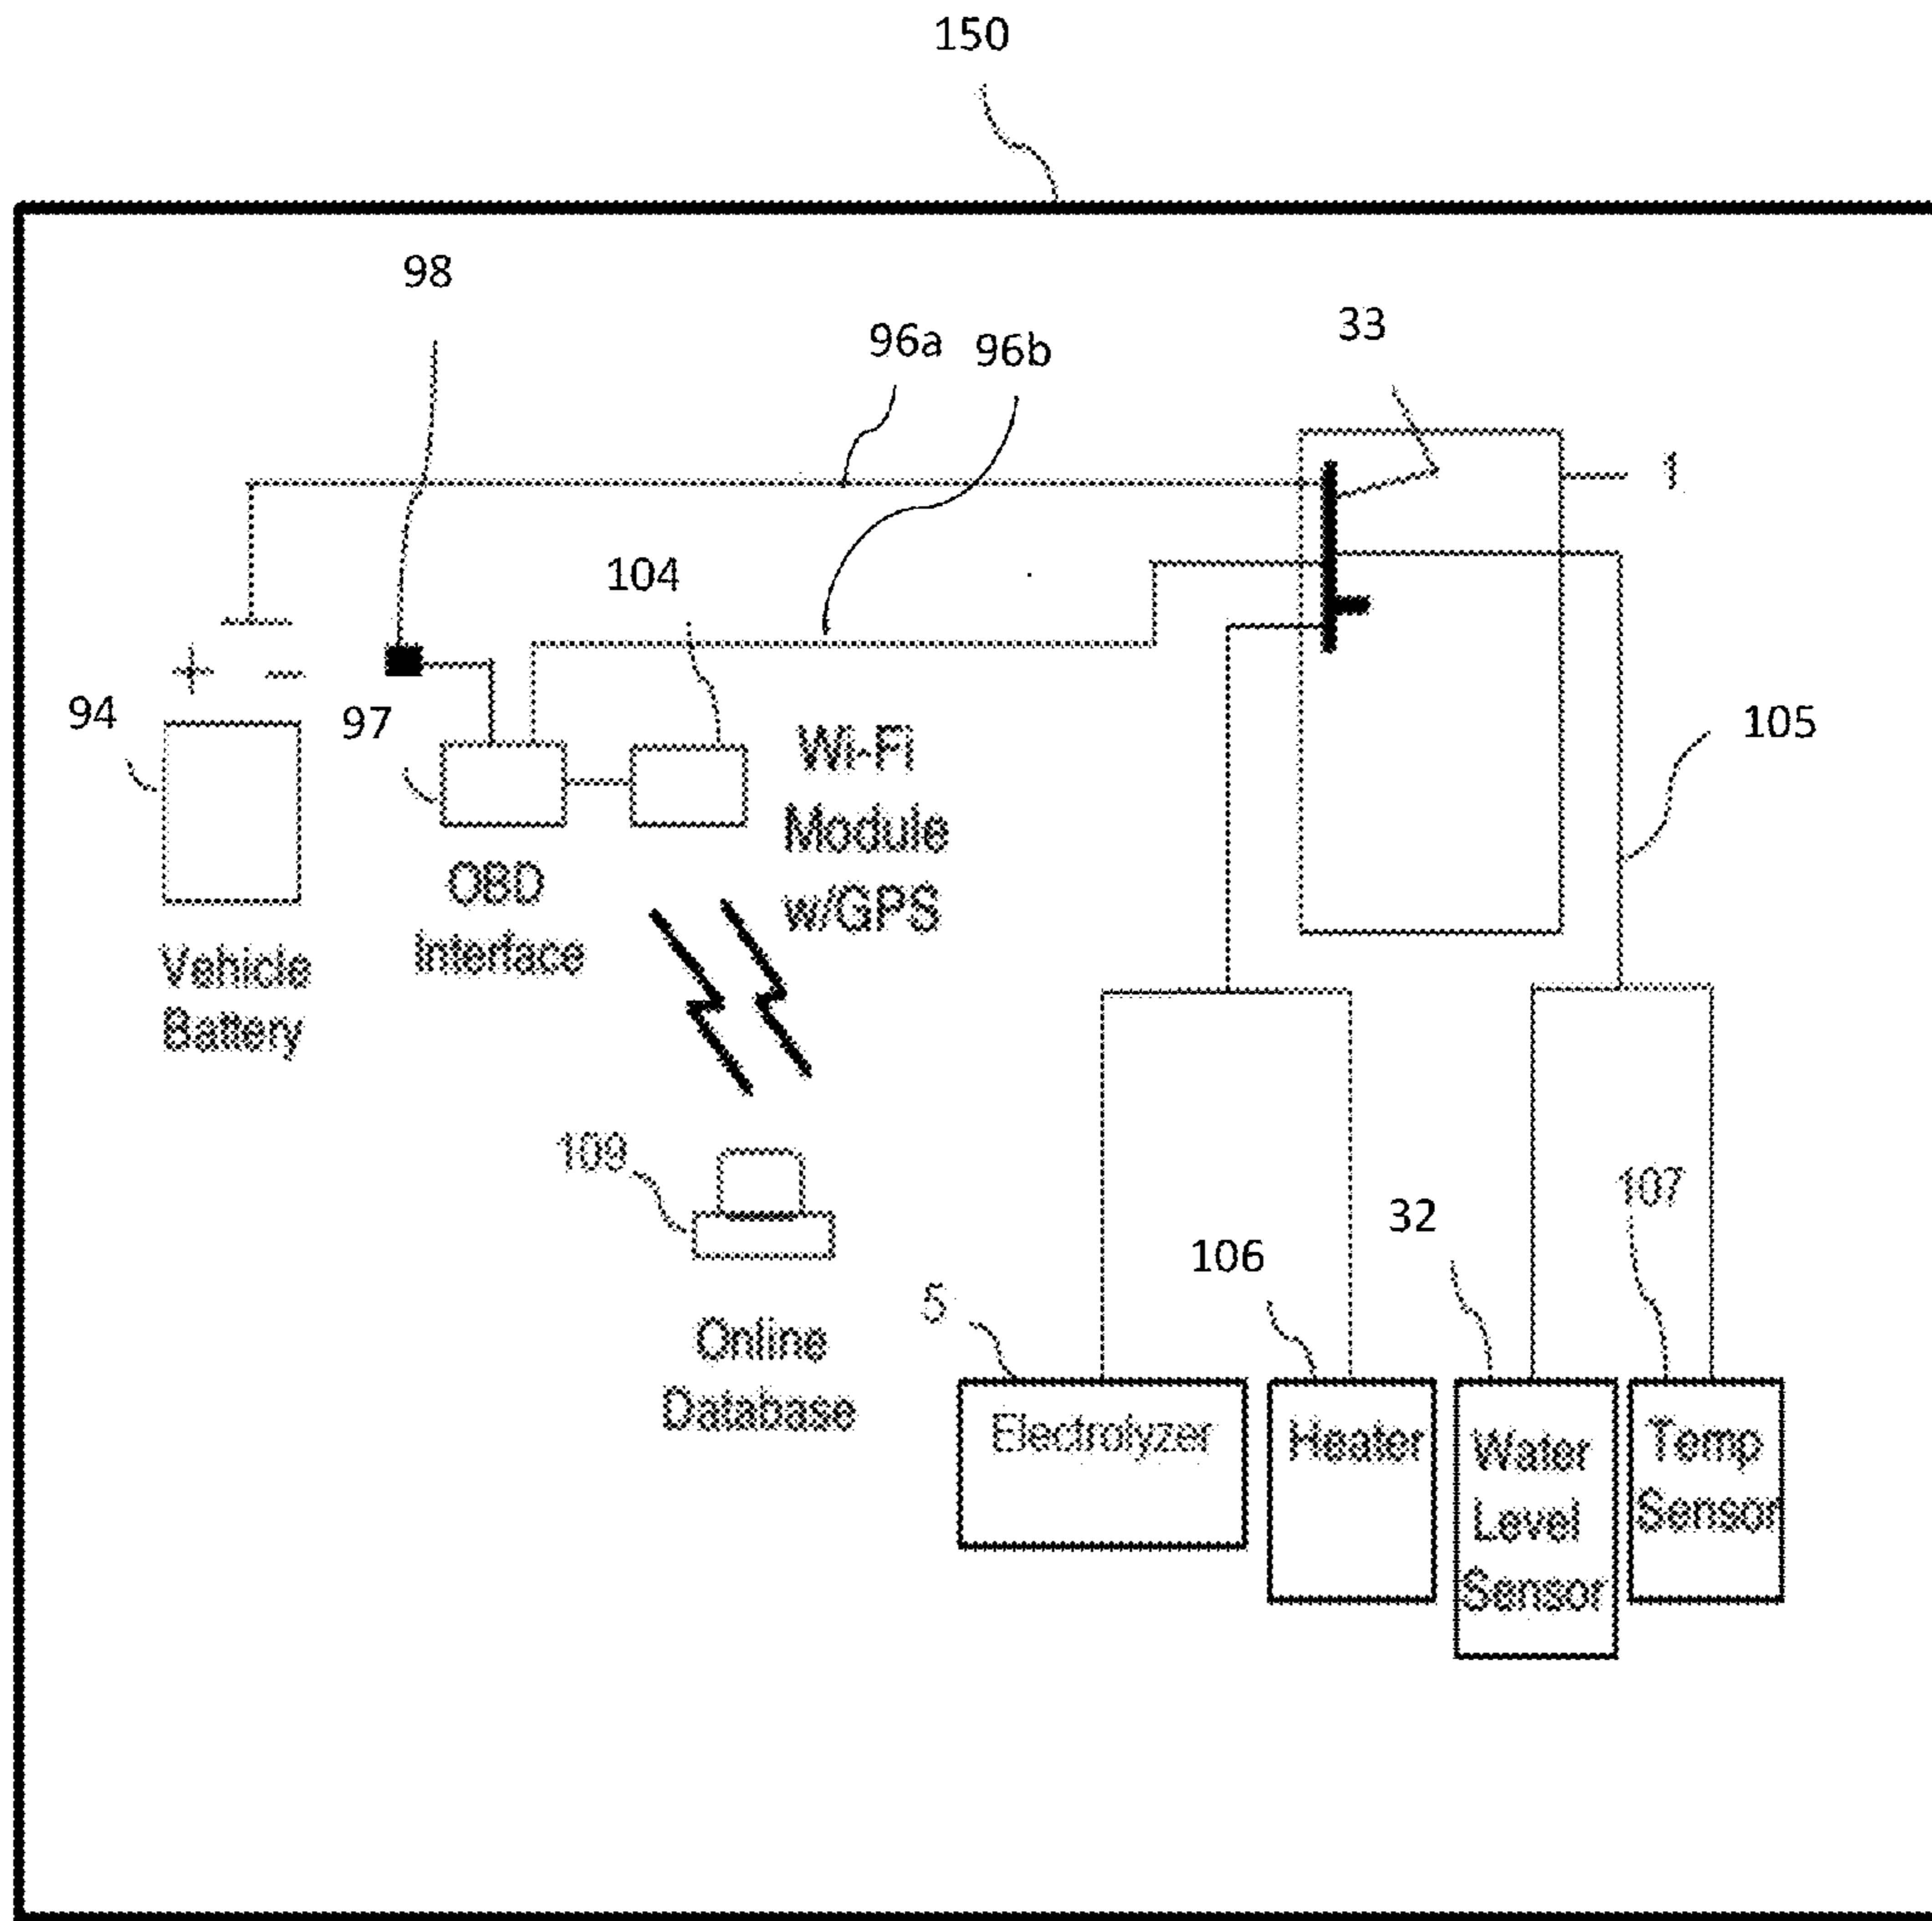 150
98
96a
96b
33
1
104
+ −
94
97
105
Wi-Fi
Module
w/GPS
OBD
Interface
Vehicle
Battery
109
107
32
106
5
Online
Database
Electrolyzer
Heater
Water
Level
Sensor
Temp
Sensor